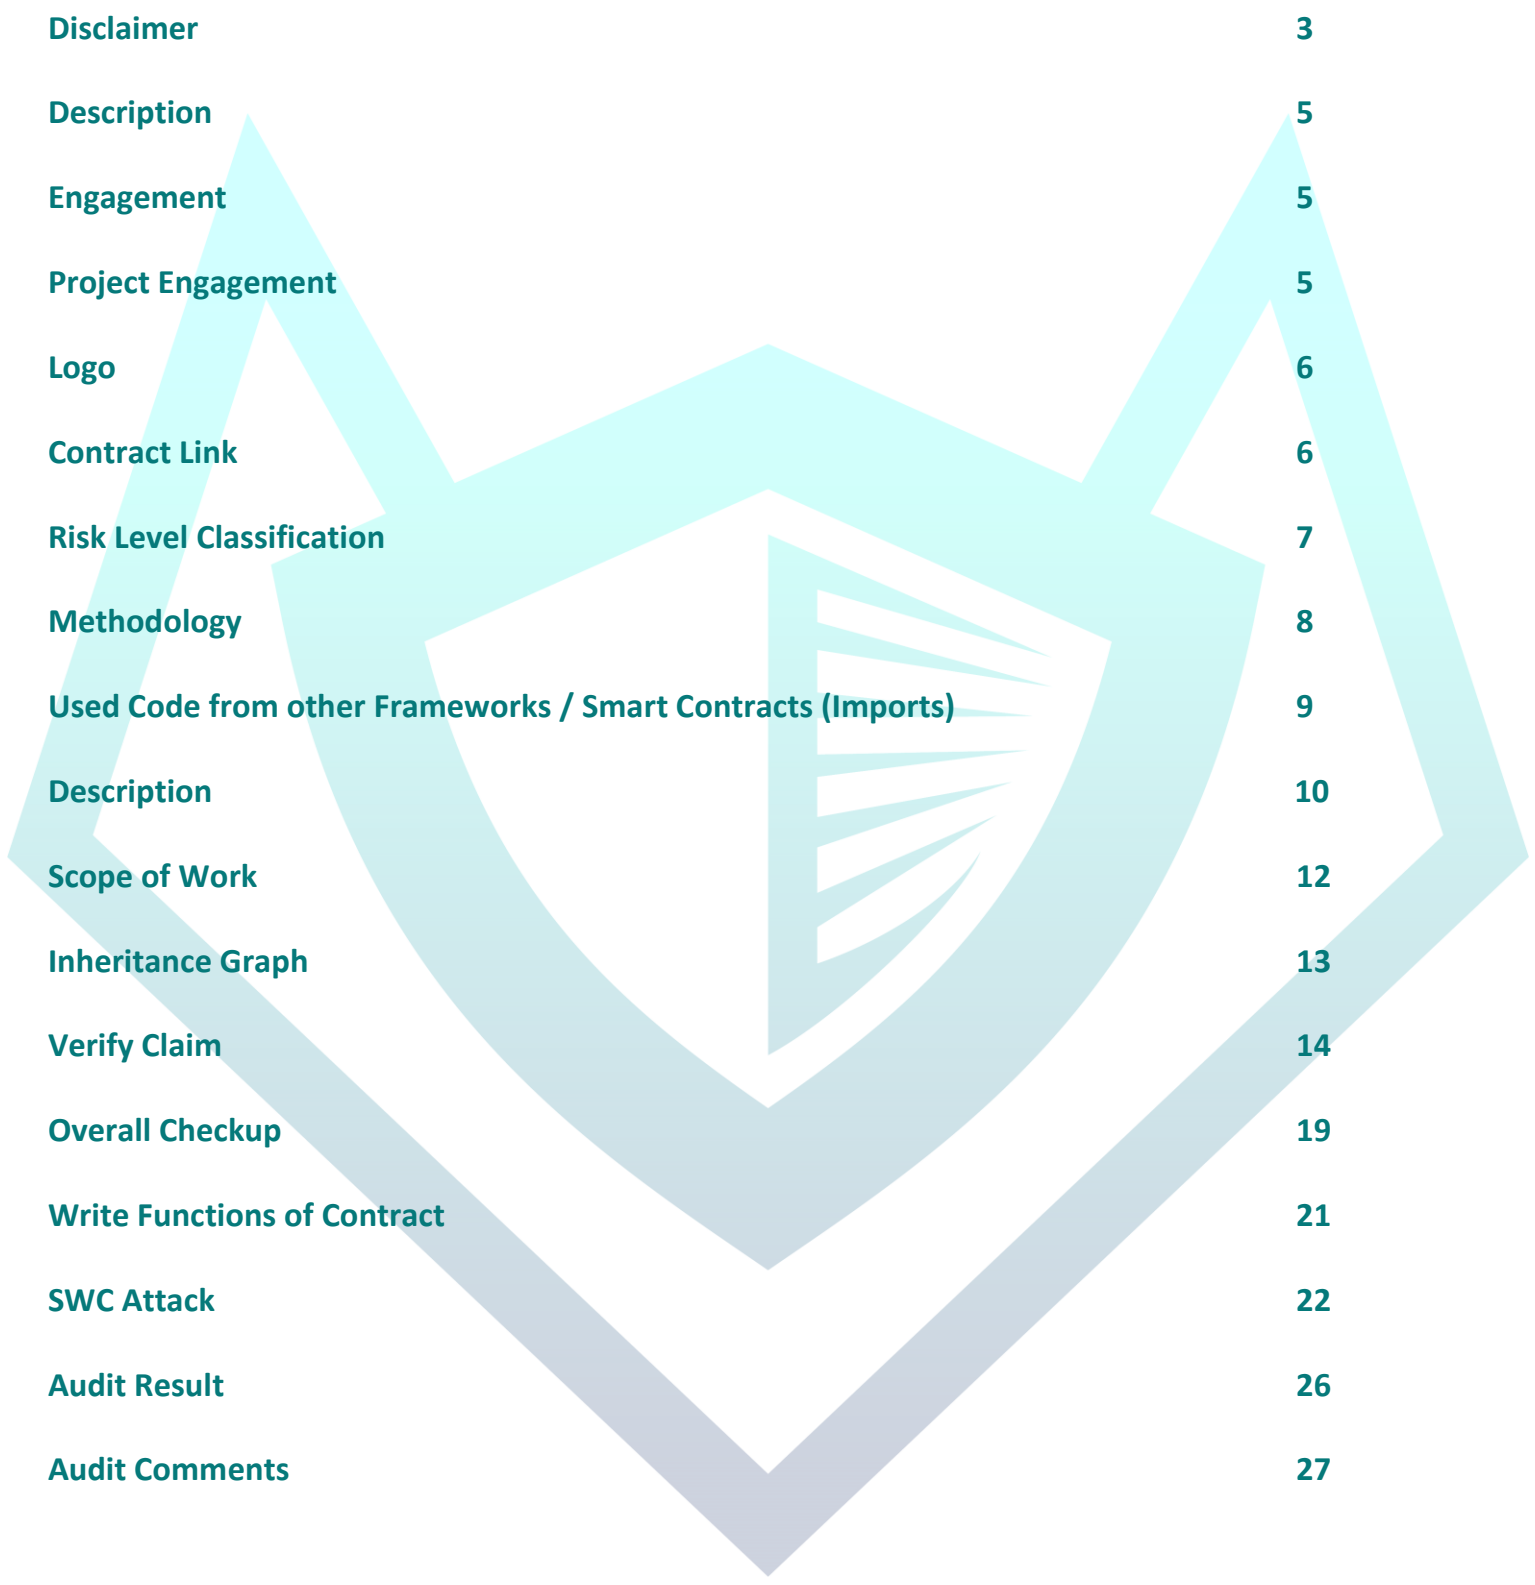 Disclaimer 3
Description 5
Engagement 5
Project Engagement 5
Logo 6
Contract Link 6
Risk Level Classification 7
Methodology 8
Used Code from other Frameworks / Smart Contracts (Imports) 9
Description 10
Scope of Work 12
Inheritance Graph 13
Verify Claim 14
Overall Checkup 19
Write Functions of Contract 21
SWC Attack 22
Audit Result 26
Audit Comments 27